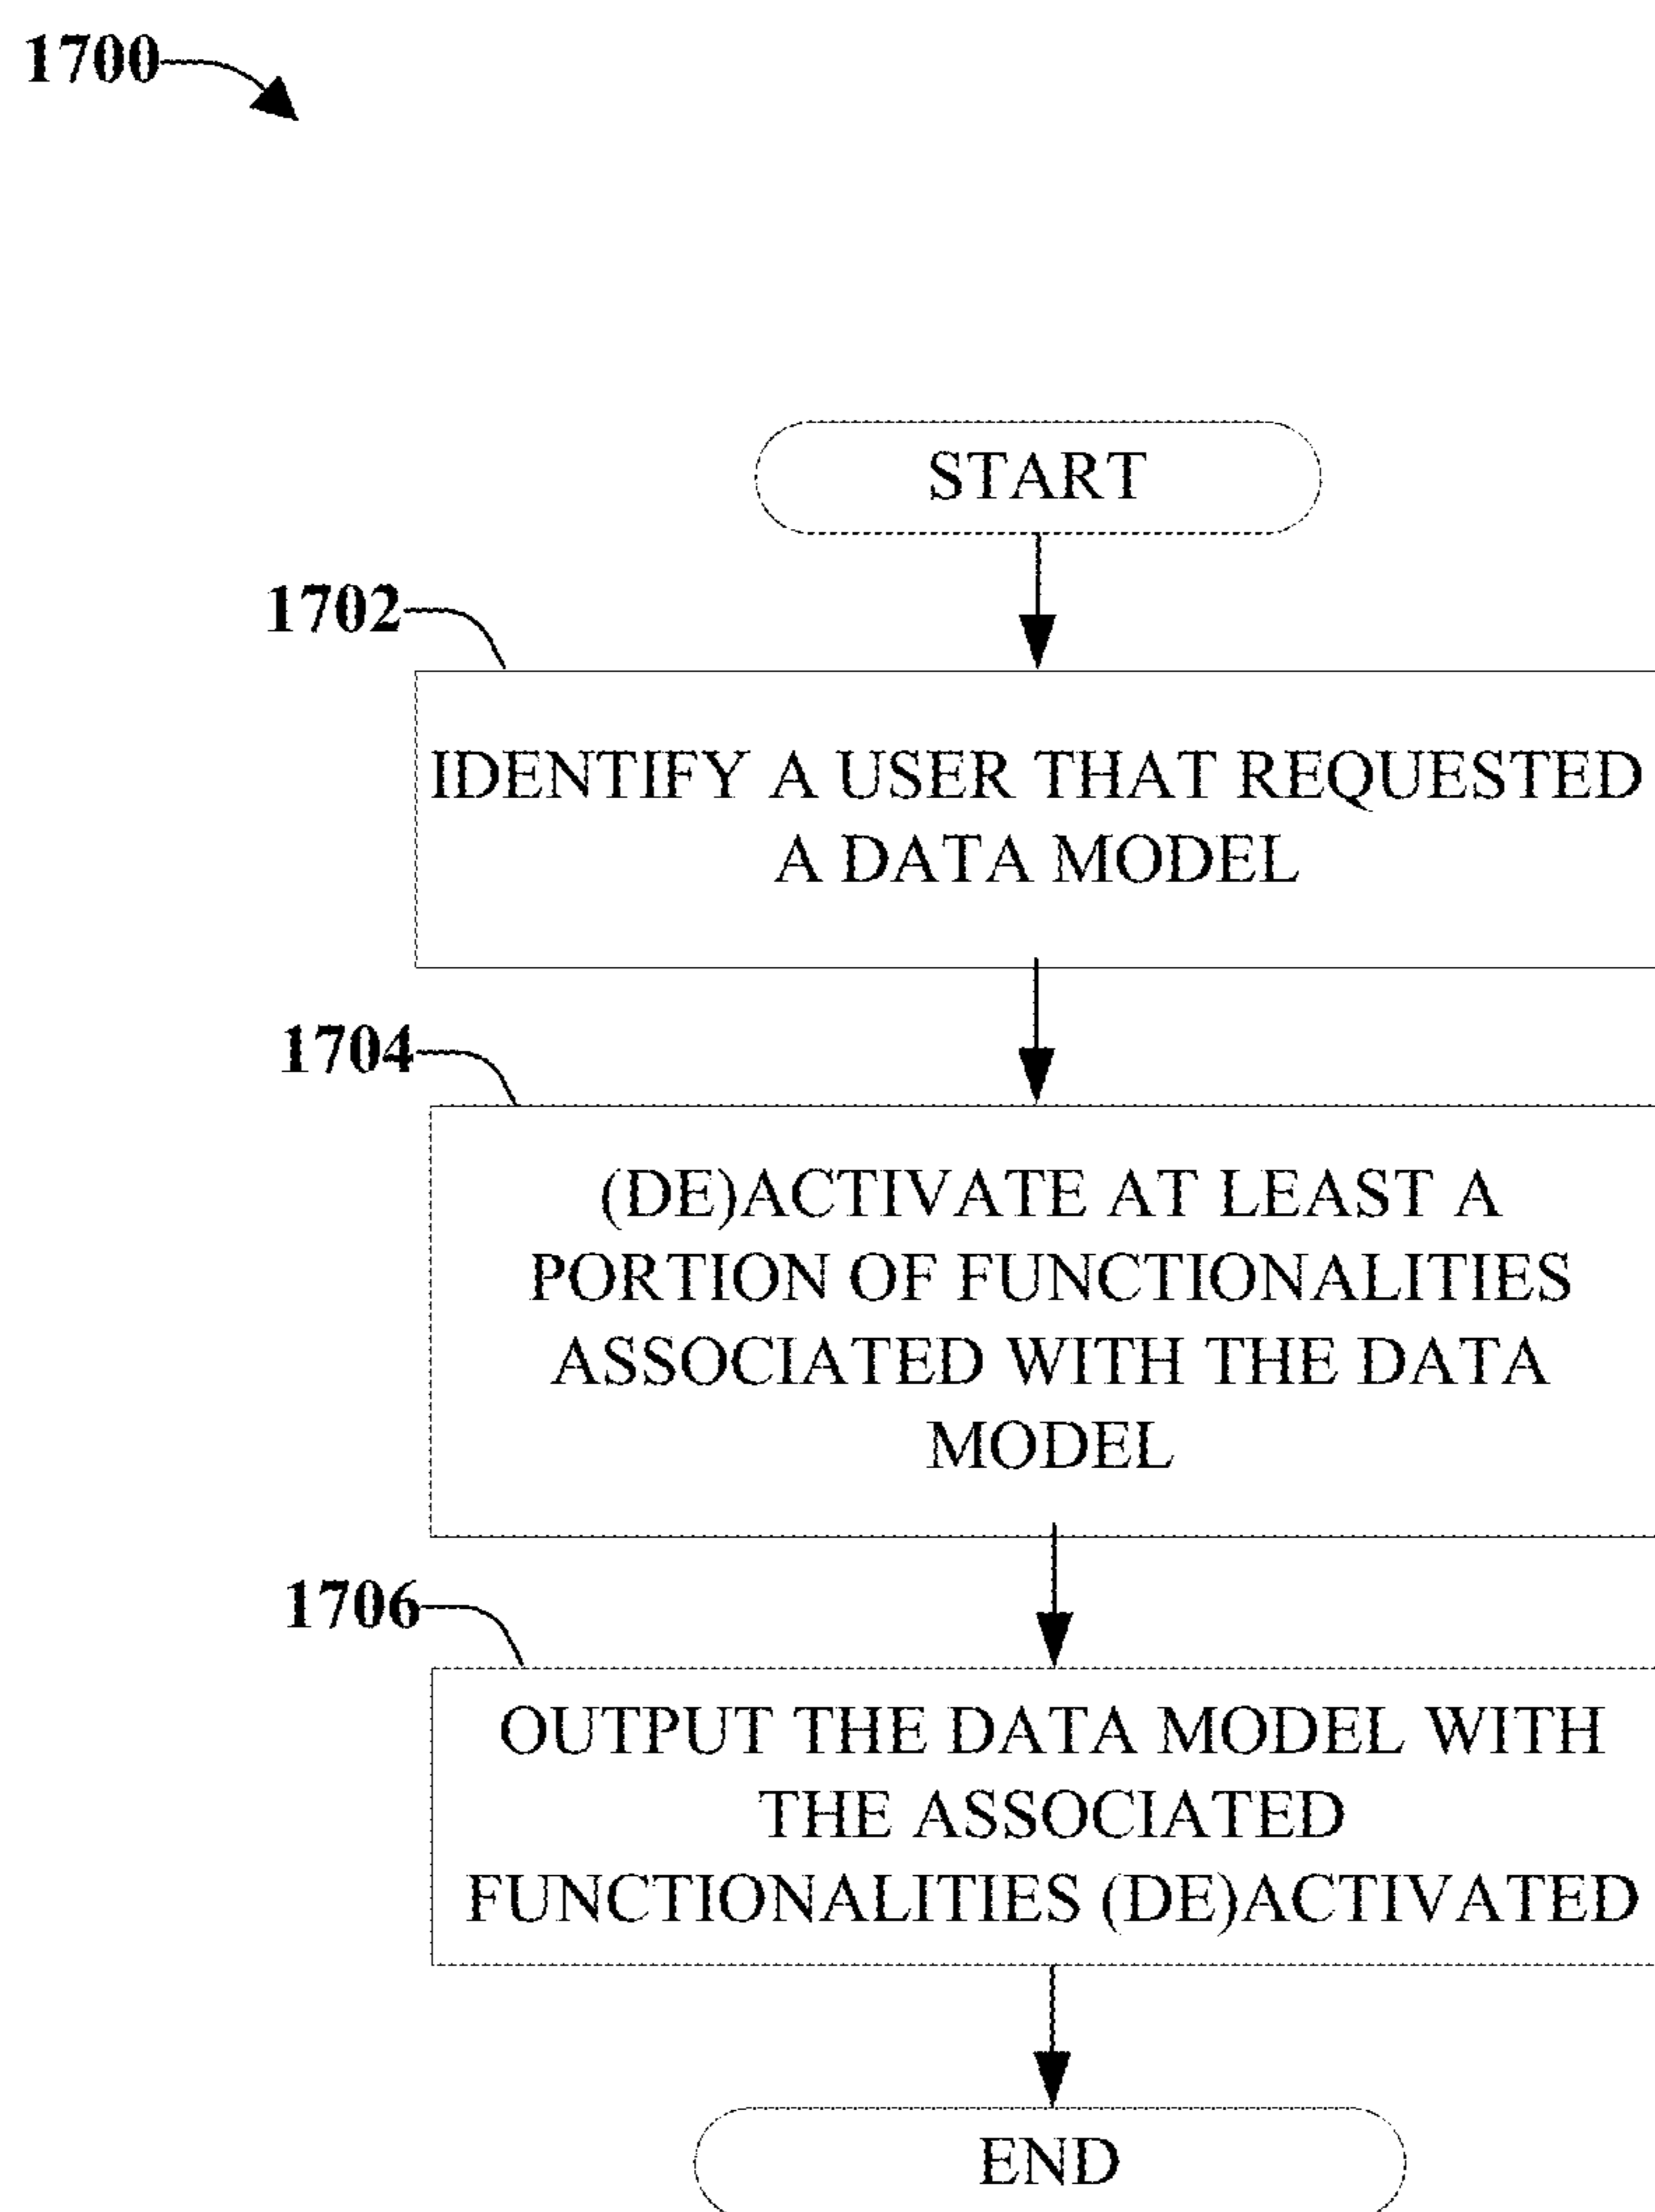 1700
START
1702
IDENTIFY A USER THAT REQUESTED
A DATA MODEL
1704
(DE)ACTIVATE AT LEAST A
PORTION OF FUNCTIONALITIES
ASSOCIATED WITH THE DATA
MODEL
1706
OUTPUT THE DATA MODEL WITH
THE ASSOCIATED
FUNCTIONALITIES (DE)ACTIVATED
END